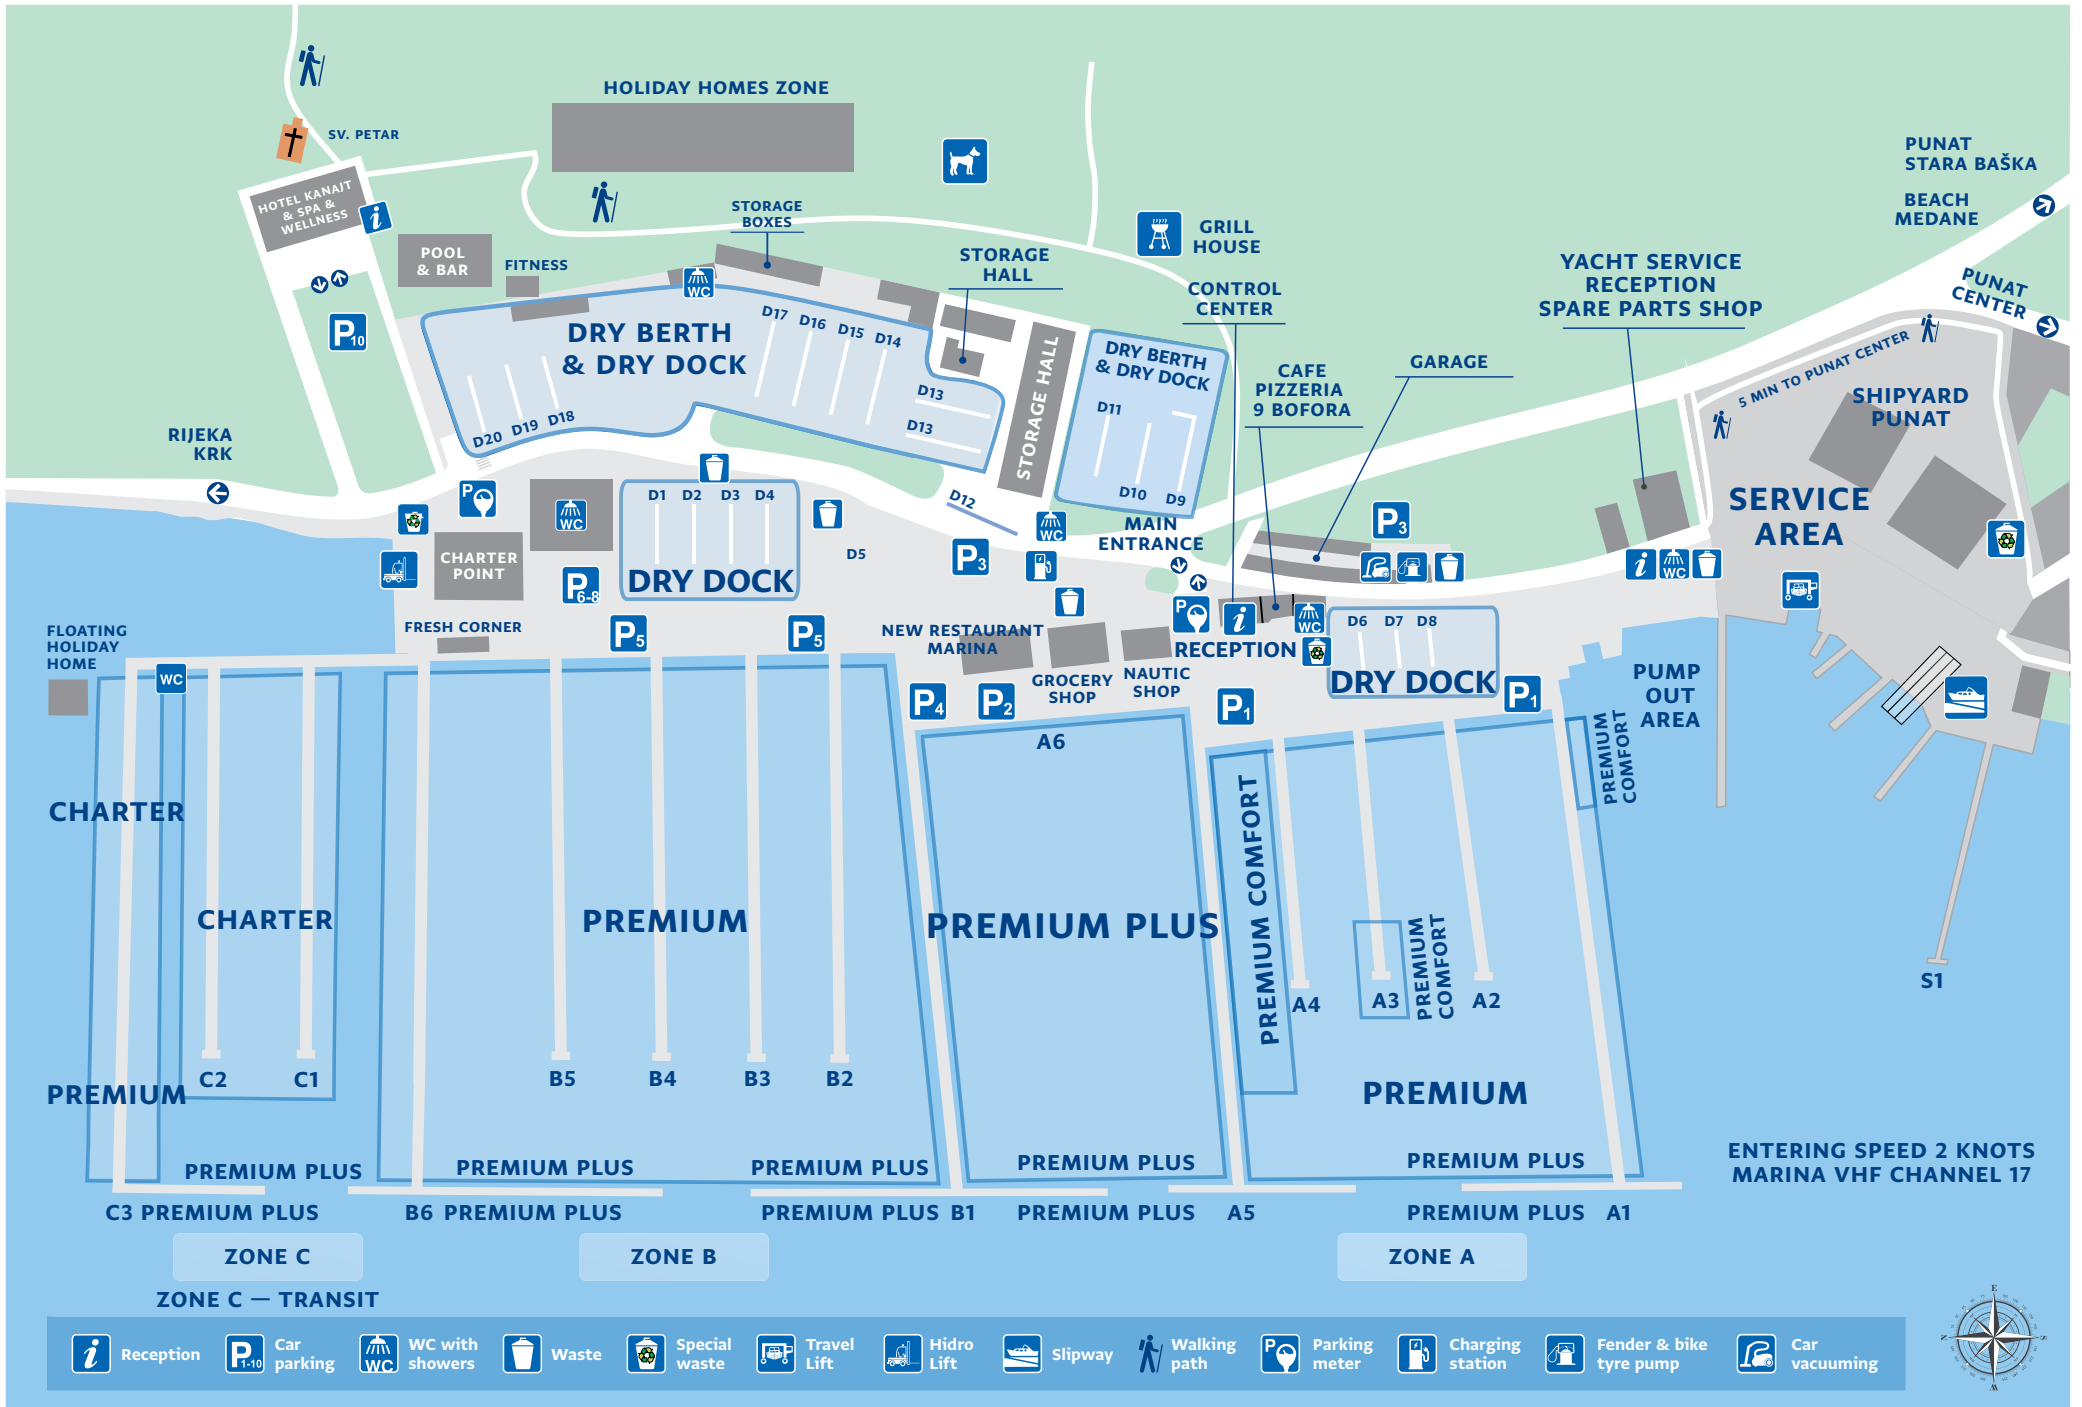 HOLIDAY HOMES ZONE
SV. PETAR
HOTEL KANAJT
& SPA &
WELLNESS
PUNAT
STARA BAŠKA
BEACH
MEDANE
STORAGE
BOXES
GRILL
HOUSE
POOL
& BAR
FITNESS
STORAGE
HALL
CONTROL
CENTER
YACHT SERVICE
RECEPTION
SPARE PARTS SHOP
PUNAT
CENTER
WC
P10
DRY BERTH
& DRY DOCK
D17
D16
D15
D14
D13
D13
D20
D19
D18
STORAGE HALL
DRY BERTH
& DRY DOCK
D11
D10
D9
CAFE
PIZZERIA
9 BOFORA
GARAGE
5 MIN TO PUNAT CENTER
SHIPYARD
PUNAT
RIJEKA
KRK
SERVICE
AREA
P
WC
D1
D2
D3
D4
DRY DOCK
D5
D12
WC
MAIN
ENTRANCE
P3
P3
CHARTER
POINT
P6-8
WC
FRESH CORNER
P5
P5
NEW RESTAURANT
MARINA
GROCERY
SHOP
NAUTIC
SHOP
P
RECEPTION
WC
D6
D7
D8
DRY DOCK
FLOATING
HOLIDAY
HOME
WC
P4
P2
P1
P1
PUMP
OUT
AREA
A6
PREMIUM
COMFORT
CHARTER
CHARTER
PREMIUM
PREMIUM PLUS
PREMIUM COMFORT
PREMIUM
COMFORT
A4
A3
A2
S1
C2
C1
B5
B4
B3
B2
PREMIUM
PREMIUM
PREMIUM PLUS
PREMIUM PLUS
PREMIUM PLUS
PREMIUM PLUS
PREMIUM PLUS
ENTERING SPEED 2 KNOTS
MARINA VHF CHANNEL 17
C3 PREMIUM PLUS
B6 PREMIUM PLUS
PREMIUM PLUS B1
PREMIUM PLUS
A5
PREMIUM PLUS A1
ZONE C
ZONE B
ZONE A
ZONE C — TRANSIT
Reception
P1-10
Car
parking
WC
WC with
showers
Waste
Special
waste
Travel
Lift
Hidro
Lift
Slipway
Walking
path
P
Parking
meter
Charging
station
Fender & bike
tyre pump
Car
vacuuming
E
N
S
W